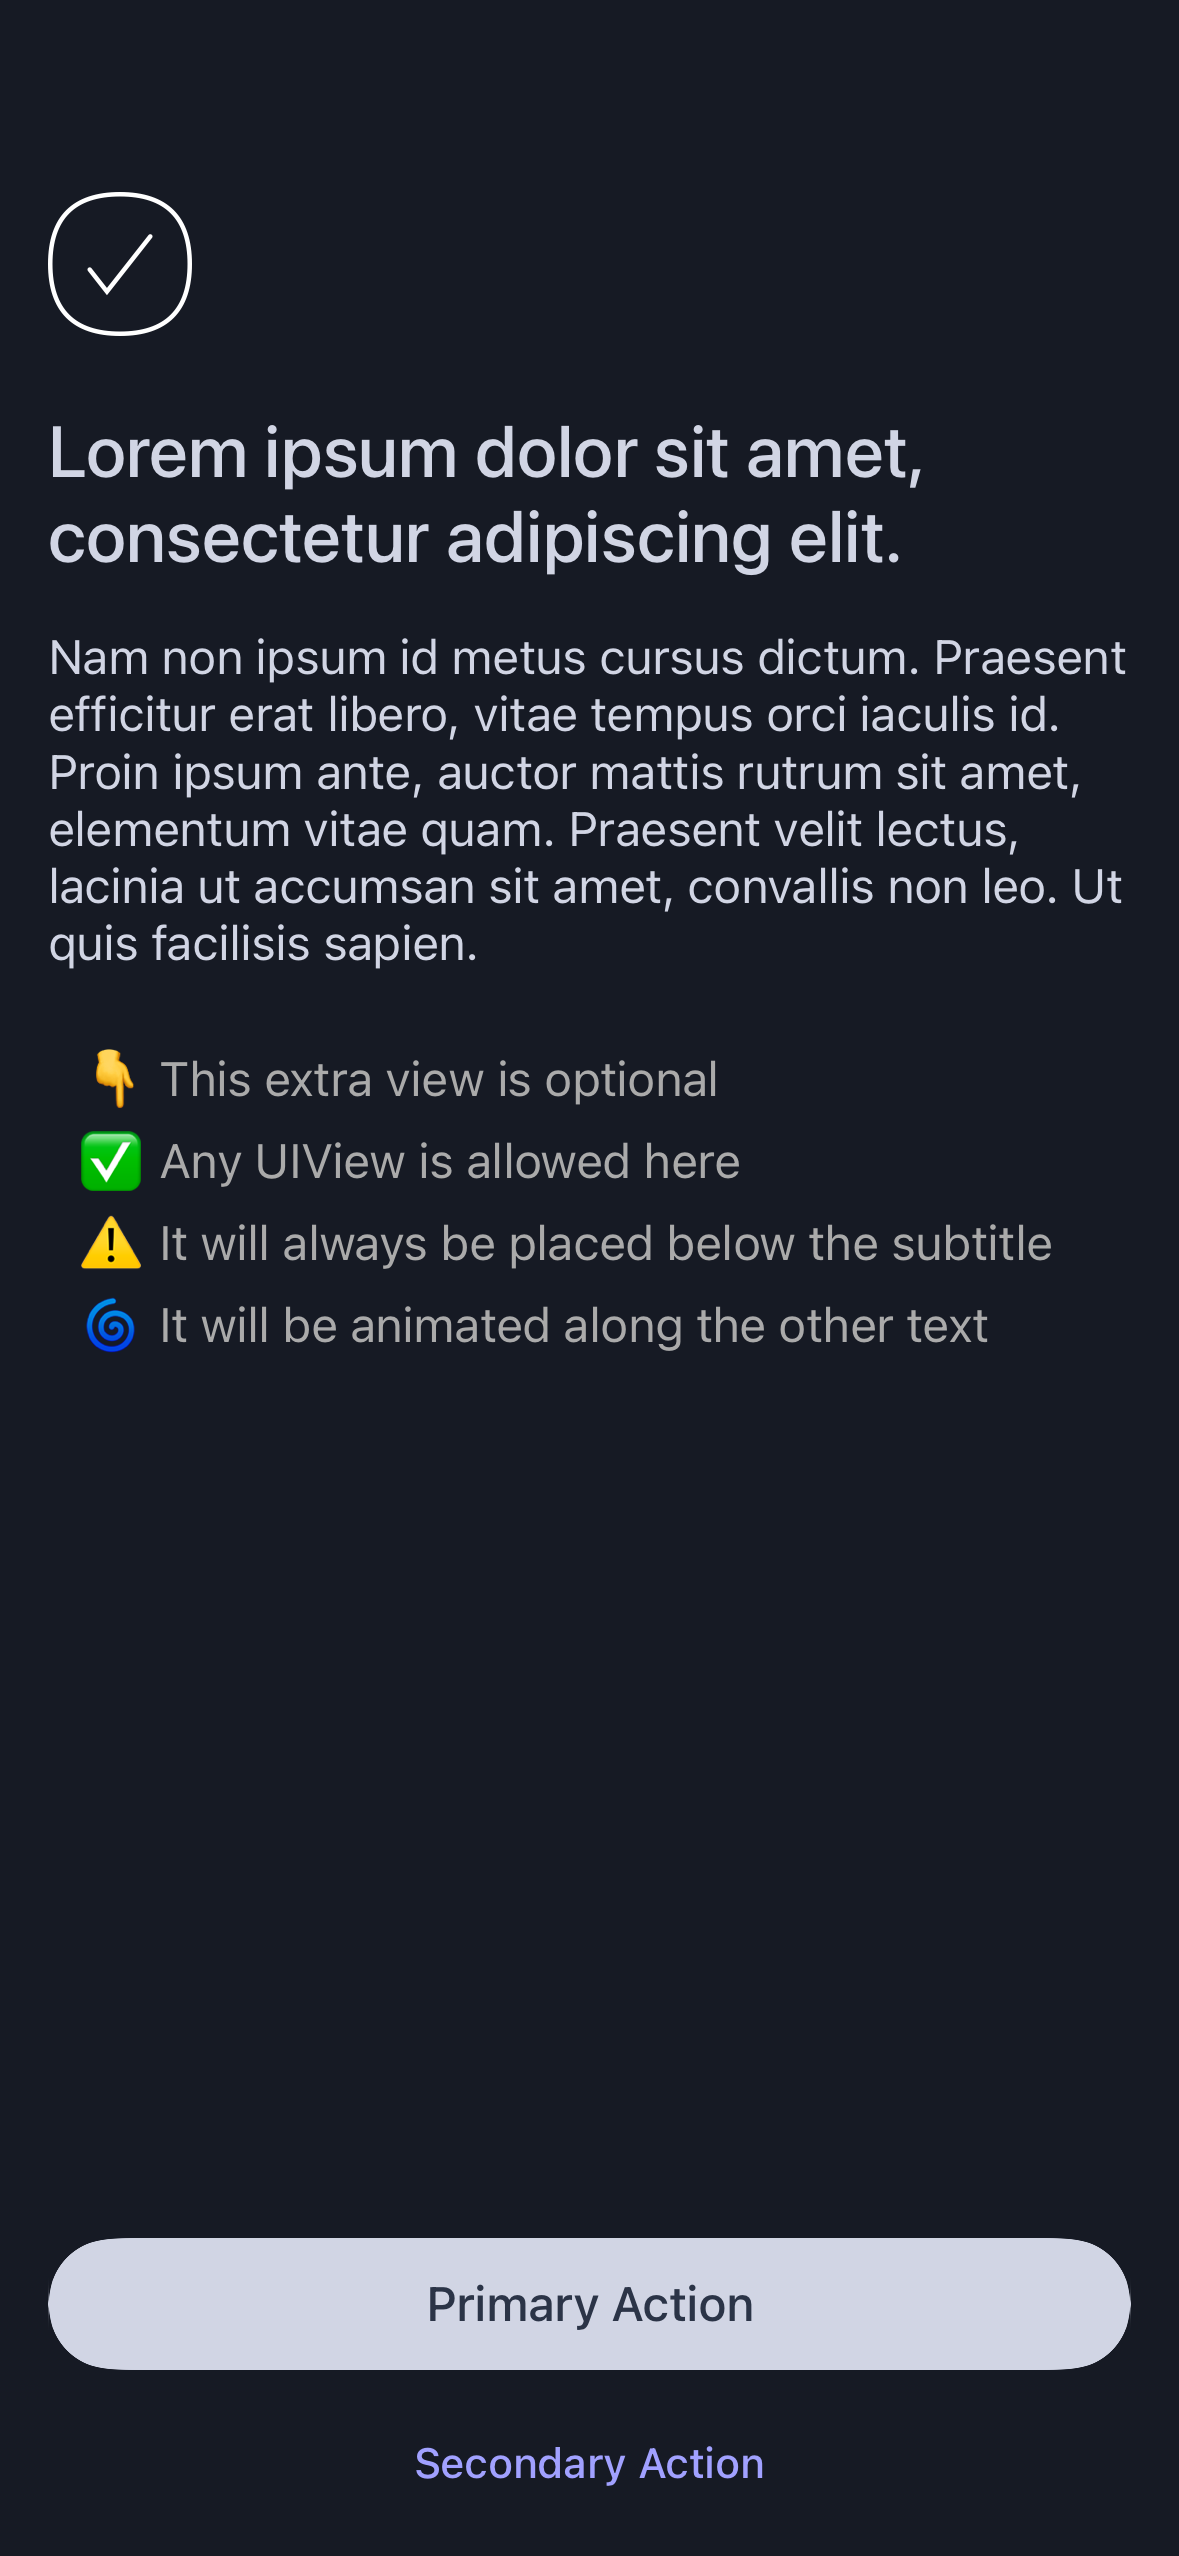 Lorem ipsum dolor sit amet,
consectetur adipiscing elit.
Nam non ipsum id metus cursus dictum. Praesent
efficitur erat libero, vitae tempus orci iaculis id.
Proin ipsum ante, auctor mattis rutrum sit amet,
elementum vitae quam. Praesent velit lectus,
lacinia ut accumsan sit amet, convallis non leo. Ut
quis facilisis sapien.
👇 This extra view is optional
✅ Any UIView is allowed here
⚠️ It will always be placed below the subtitle
🌀 It will be animated along the other text
Primary Action
Secondary Action